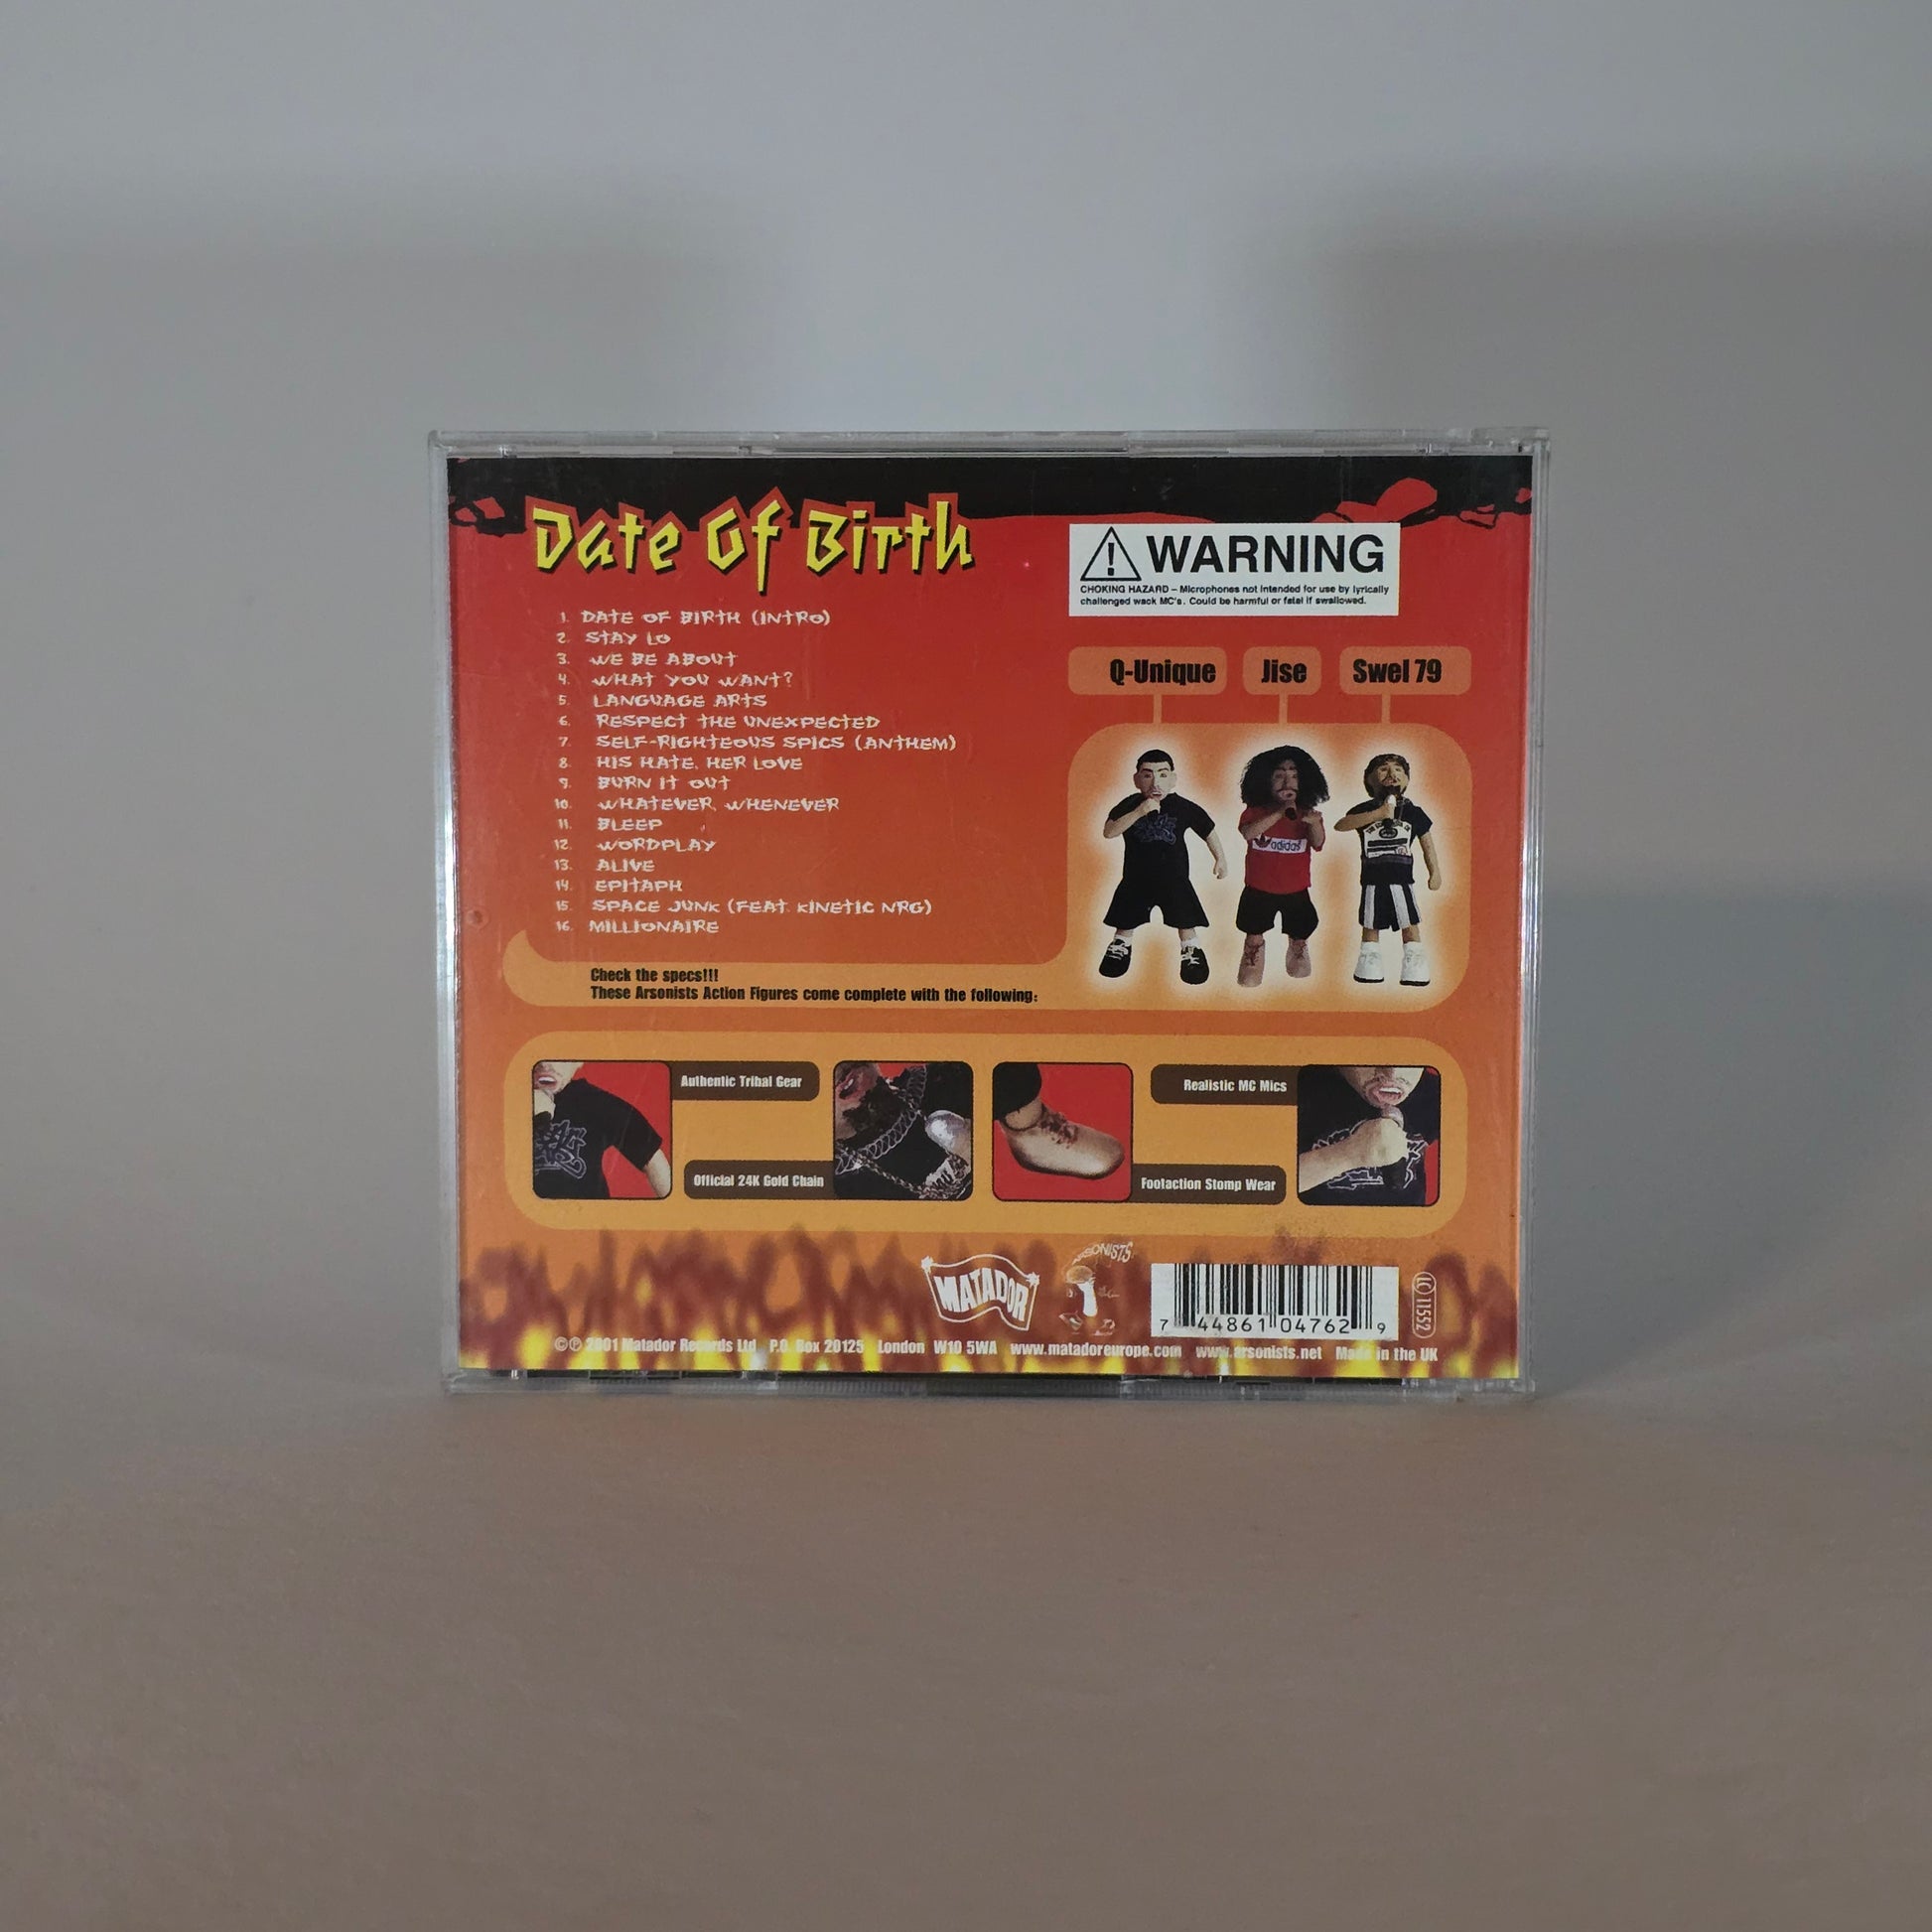 Date Of Birth
1. DATE OF BIRTH (INTRO)
2. STAY LO
3. WE BE ABOUT
4. WHAT YOU WANT?
5. LANGUAGE ARTS
6. RESPECT THE UNEXPECTED
7. SELF-RIGHTEOUS SPICS (ANTHEM)
8. HIS HATE, HER LOVE
9. BURN IT OUT
10. WHATEVER, WHENEVER
11. BLEEP
12. WORDPLAY
13. ALIVE
14. EPITAPH
15. SPACE JUNK (FEAT. KINETIC NRG)
16. MILLIONAIRE
WARNING
CHOKING HAZARD – Microphones not intended for use by lyrically
challenged wack MC's. Could be harmful or fatal if swallowed.
Q-Unique Jise Swel 79
adidas
Check the specs!!!
These Arsonists Action Figures come complete with the following:
Authentic Tribal Gear
Official 24K Gold Chain
Realistic MC Mics
Footaction Stomp Wear
MATADOR
ARSONISTS
7 44861 04762 9
LC 11552
©℗ 2001 Matador Records Ltd P.O. Box 20125 London W10 5WA www.matadoreurope.com www.arsonists.net Made in the UK